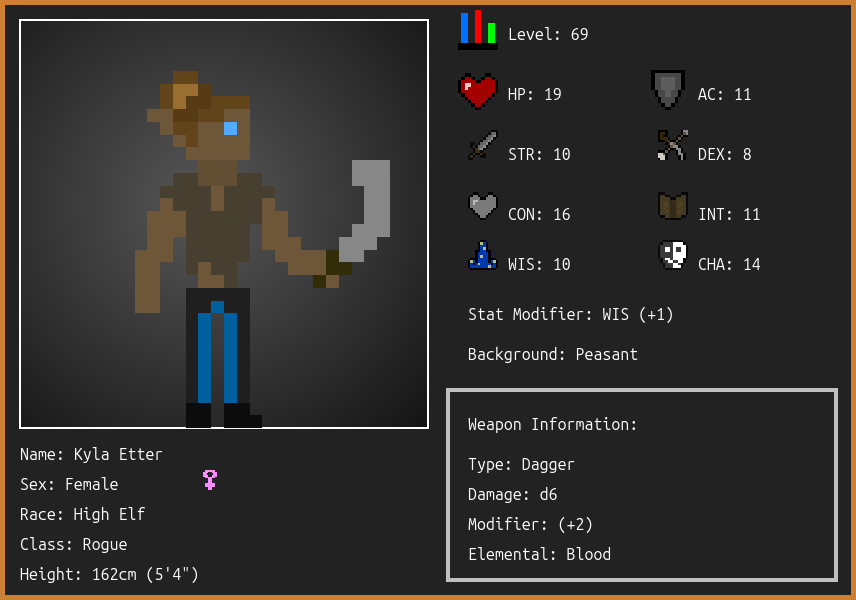 Level: 69
HP: 19
AC: 11
STR: 10
DEX: 8
CON: 16
INT: 11
WIS: 10
CHA: 14
Stat Modifier: WIS (+1)
Background: Peasant
Weapon Information:
Type: Dagger
Damage: d6
Modifier: (+2)
Elemental: Blood
Name: Kyla Etter
Sex: Female
Race: High Elf
Class: Rogue
Height: 162cm (5'4")